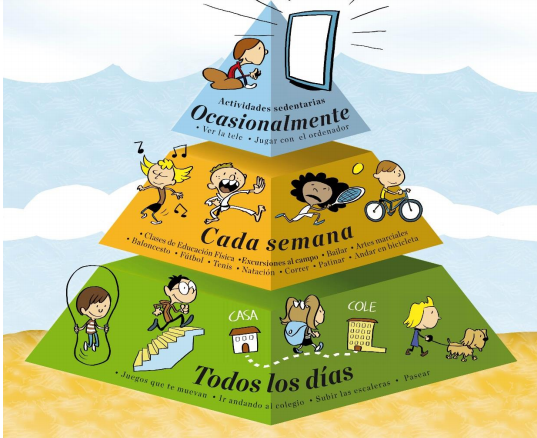 Actividades sedentarias
Ocasionalmente
• Ver la tele • Jugar con el ordenador
Cada semana
• Clases de Educación Física • Excursiones al campo • Bailar • Artes marciales
• Baloncesto • Fútbol • Tenis • Natación • Correr • Patinar • Andar en bicicleta
CASA
COLE
Todos los días
• Juegos que te muevan • Ir andando al colegio • Subir las escaleras • Pasear